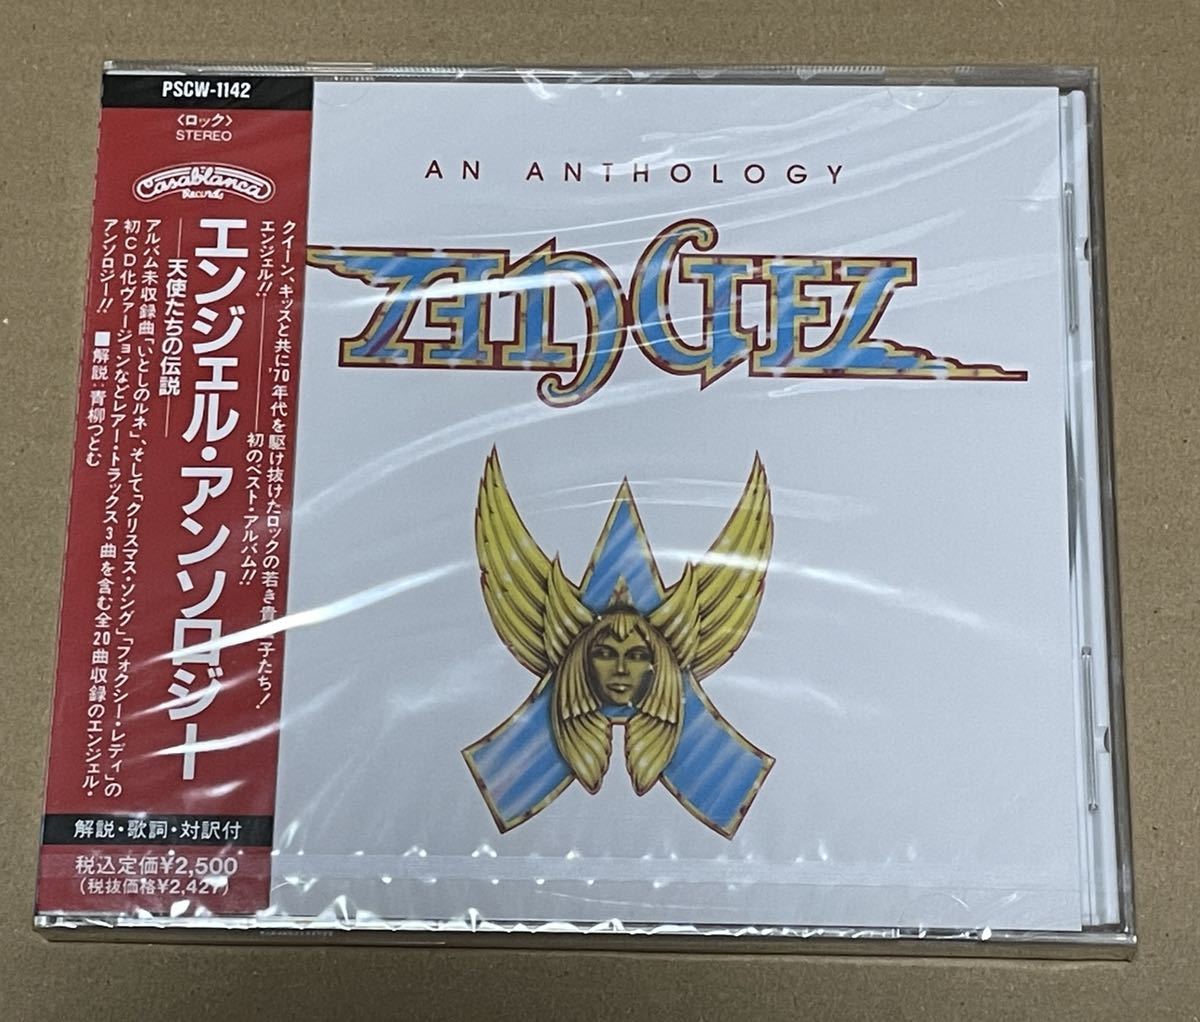 PSCW-1142
〈ロック〉
STEREO
Casablanca
Records
クイーン、キッスと共に'70年代を駆け抜けたロックの若き貴
子たち!
エンジェル!!――初のベスト・アルバム!!
エンジェル・アンソロジー
――天使たちの伝説――
アルバム未収録曲「いとしのルネ」、そして「クリスマス・ソング」「フォクシー・レディ」の
初CD化ヴァージョンなどレアー・トラックス3曲を含む全20曲収録のエンジェル・
アンソロジー!!
■解説:青柳つとむ
解説・歌詞・対訳付
税込定価¥2,500
(税抜価格¥2,427)
AN ANTHOLOGY
ANGEL